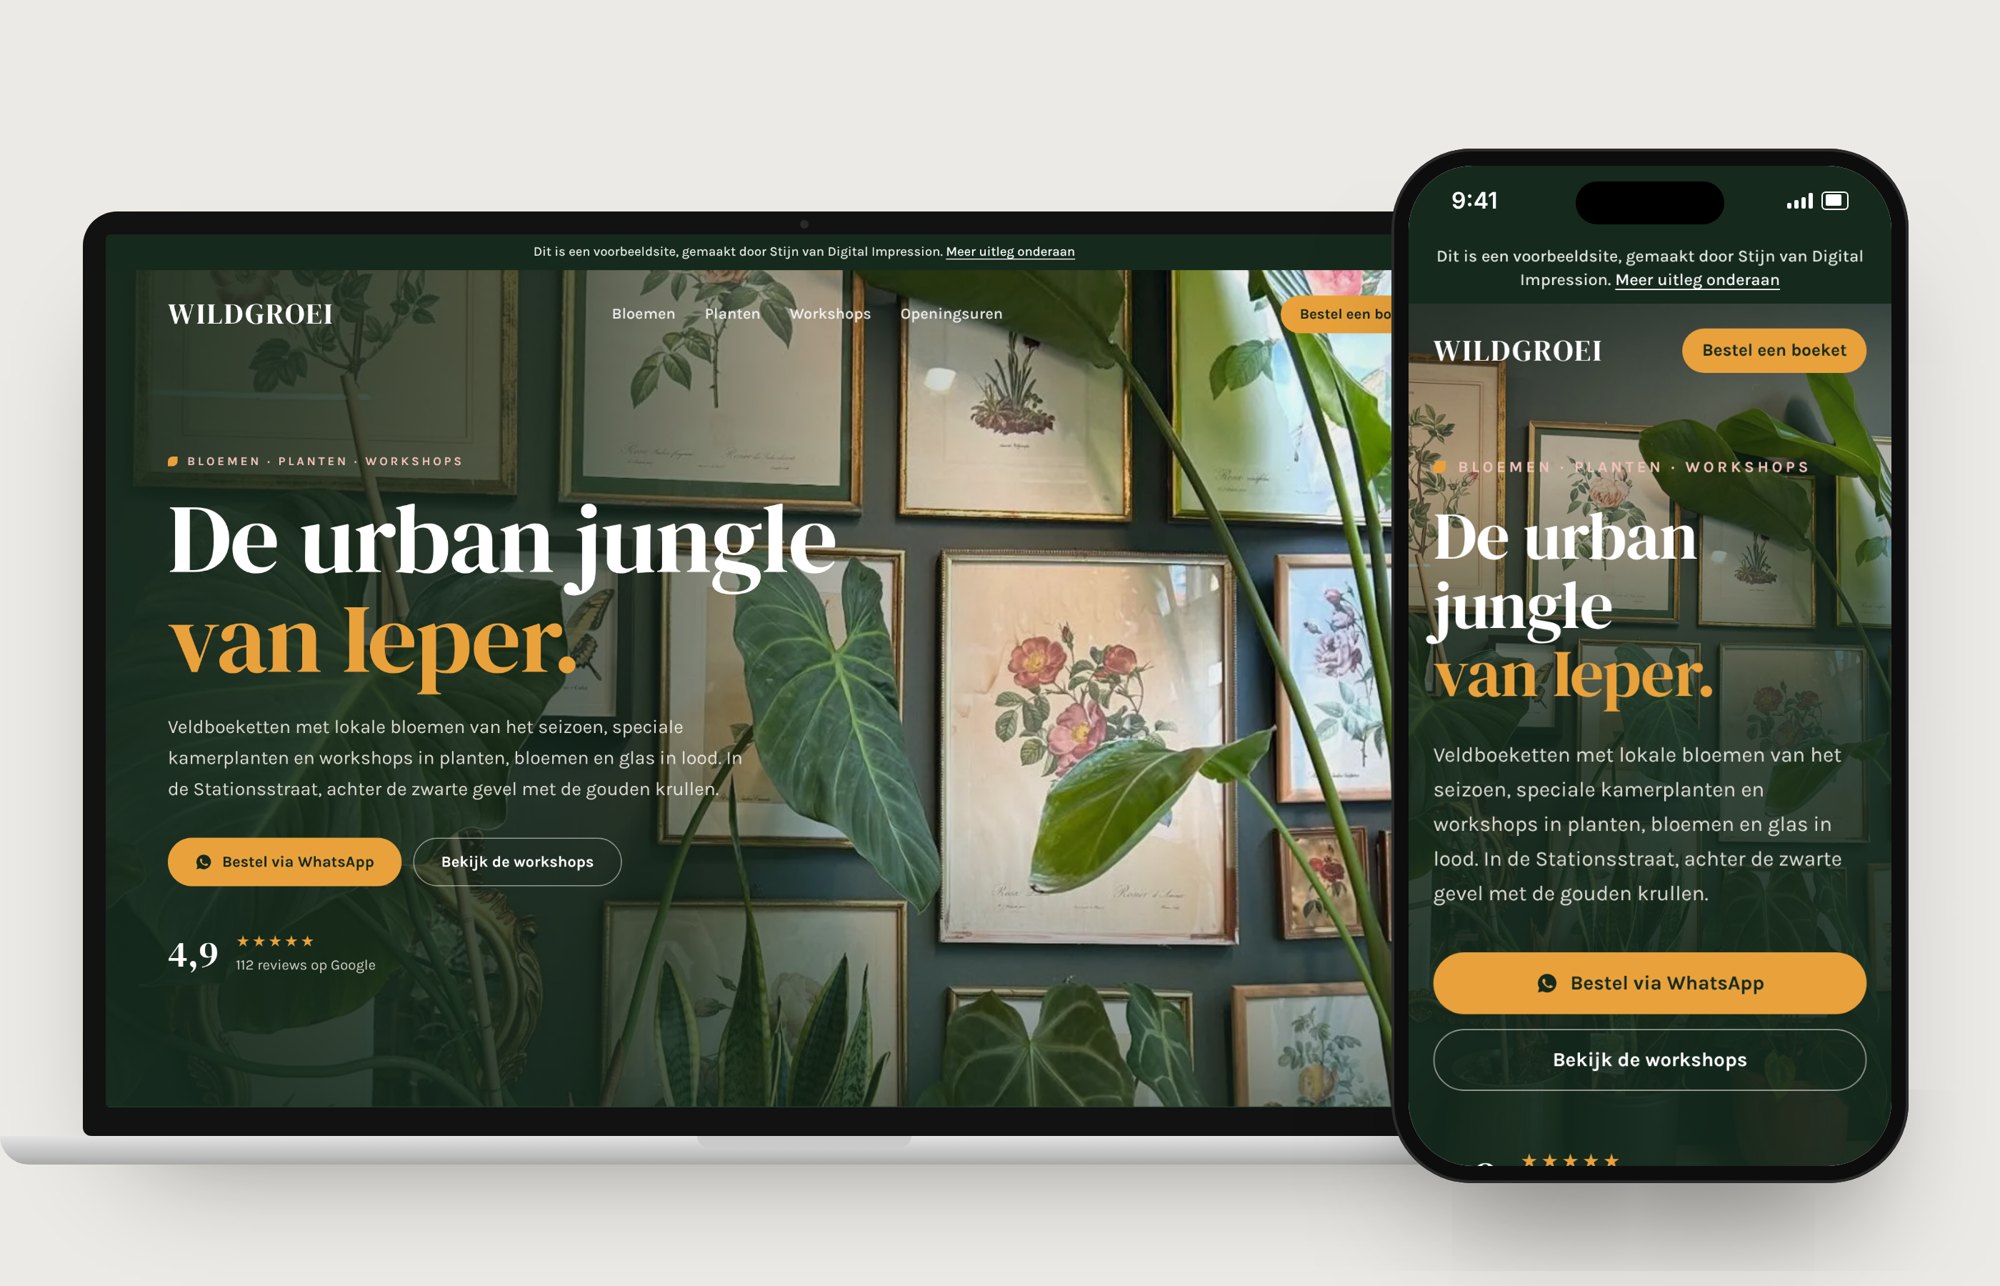 Dit is een voorbeeldsite, gemaakt door Stijn van Digital Impression. Meer uitleg onderaan
WILDGROEI
Bloemen Planten Workshops Openingsuren
Bestel een bo
BLOEMEN · PLANTEN · WORKSHOPS
De urban jungle
van Ieper.
Veldboeketten met lokale bloemen van het seizoen, speciale
kamerplanten en workshops in planten, bloemen en glas in lood. In
de Stationsstraat, achter de zwarte gevel met de gouden krullen.
Bestel via WhatsApp
Bekijk de workshops
4,9 ★★★★★
112 reviews op Google
9:41
Dit is een voorbeeldsite, gemaakt door Stijn van Digital
Impression. Meer uitleg onderaan
WILDGROEI
Bestel een boeket
BLOEMEN · PLANTEN · WORKSHOPS
De urban
jungle
van Ieper.
Veldboeketten met lokale bloemen van het
seizoen, speciale kamerplanten en
workshops in planten, bloemen en glas in
lood. In de Stationsstraat, achter de zwarte
gevel met de gouden krullen.
Bestel via WhatsApp
Bekijk de workshops
★★★★★